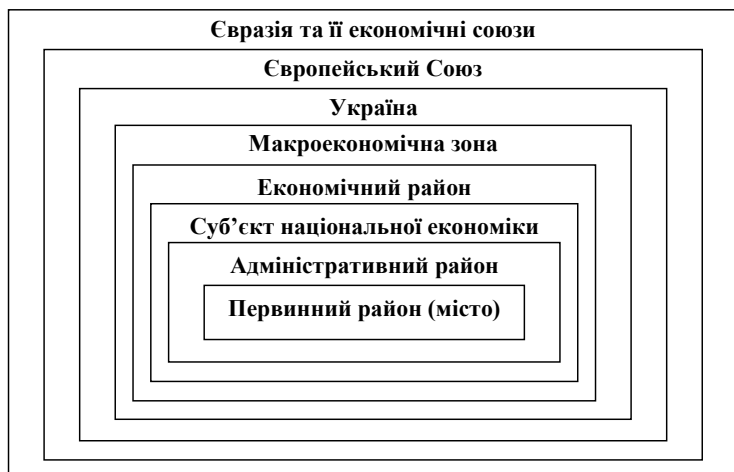 Євразія та її економічні союзи
Європейський Союз
Україна
Макроекономічна зона
Економічний район
Суб’єкт національної економіки
Адміністративний район
Первинний район (місто)